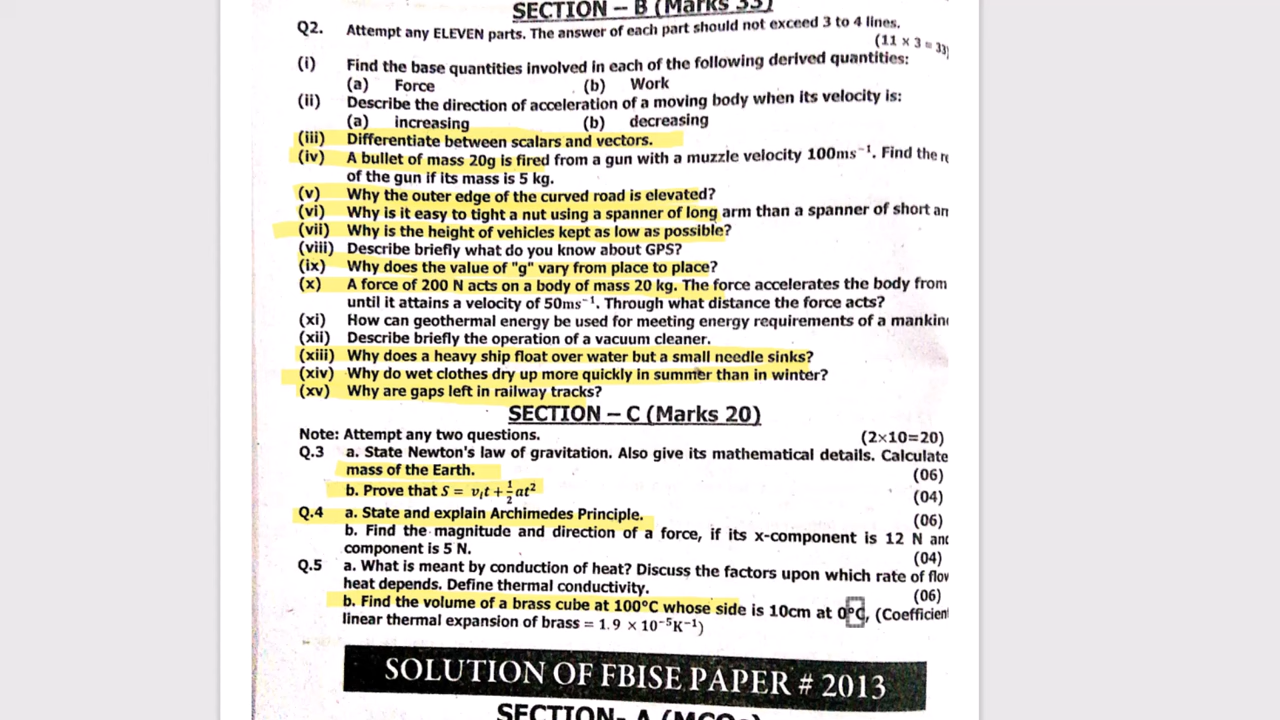 SECTION – B (Marks 33)
Q2. Attempt any ELEVEN parts. The answer of each part should not exceed 3 to 4 lines.
(11 × 3 = 33)
(i) Find the base quantities involved in each of the following derived quantities:
(a) Force (b) Work
(ii) Describe the direction of acceleration of a moving body when its velocity is:
(a) increasing (b) decreasing
(iii) Differentiate between scalars and vectors.
(iv) A bullet of mass 20g is fired from a gun with a muzzle velocity 100ms⁻¹. Find the
of the gun if its mass is 5 kg.
(v) Why the outer edge of the curved road is elevated?
(vi) Why is it easy to tight a nut using a spanner of long arm than a spanner of short
(vii) Why is the height of vehicles kept as low as possible?
(viii) Describe briefly what do you know about GPS?
(ix) Why does the value of "g" vary from place to place?
(x) A force of 200 N acts on a body of mass 20 kg. The force accelerates the body from
until it attains a velocity of 50ms⁻¹. Through what distance the force acts?
(xi) How can geothermal energy be used for meeting energy requirements of a
(xii) Describe briefly the operation of a vacuum cleaner.
(xiii) Why does a heavy ship float over water but a small needle sinks?
(xiv) Why do wet clothes dry up more quickly in summer than in winter?
(xv) Why are gaps left in railway tracks?
SECTION – C (Marks 20)
Note: Attempt any two questions. (2×10=20)
Q.3 a. State Newton's law of gravitation. Also give its mathematical details. Calculate
mass of the Earth. (06)
b. Prove that S = vᵢt + ½at² (04)
Q.4 a. State and explain Archimedes Principle. (06)
b. Find the magnitude and direction of a force, if its x-component is 12 N
component is 5 N. (04)
Q.5 a. What is meant by conduction of heat? Discuss the factors upon which rate of
heat depends. Define thermal conductivity. (06)
b. Find the volume of a brass cube at 100°C whose side is 10cm at 0°C, (Coefficien
linear thermal expansion of brass = 1.9 × 10⁻⁵K⁻¹)
SOLUTION OF FBISE PAPER # 2013
SECTION- A (MCQs)